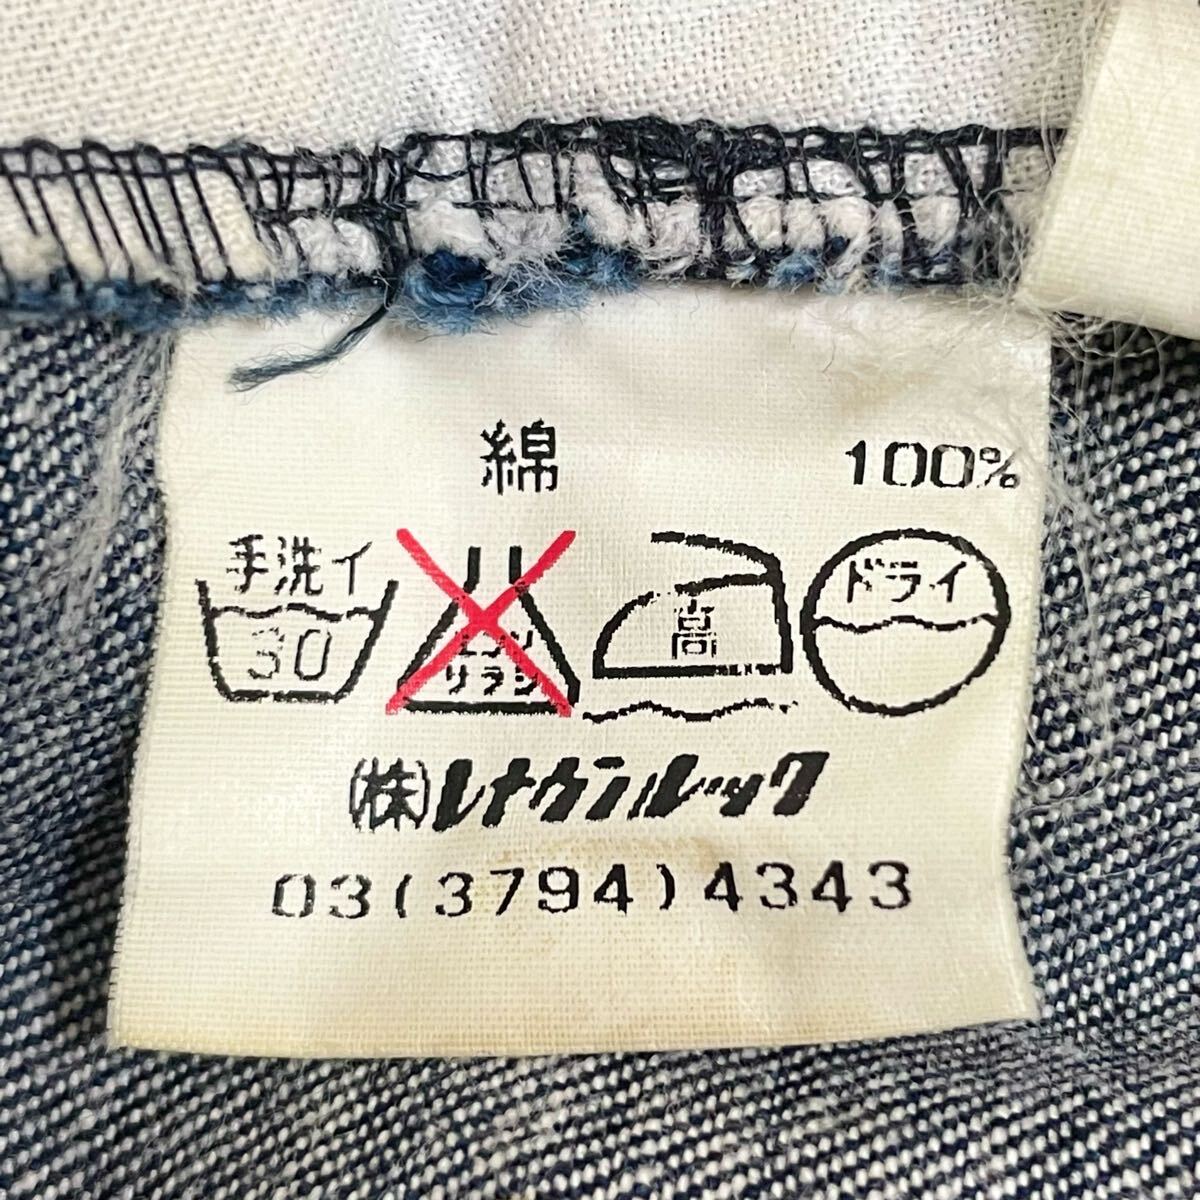 綿 100%
手洗イ 30 エンソ サラシ 高 ドライ
(株)レナウンルック
03(3794)4343